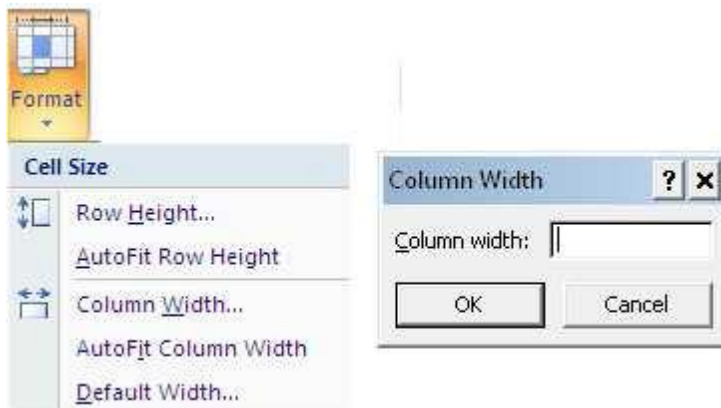 Format
Cell Size
Row Height...
AutoFit Row Height
Column Width...
AutoFit Column Width
Default Width...
Column Width
Column width:
OK
Cancel